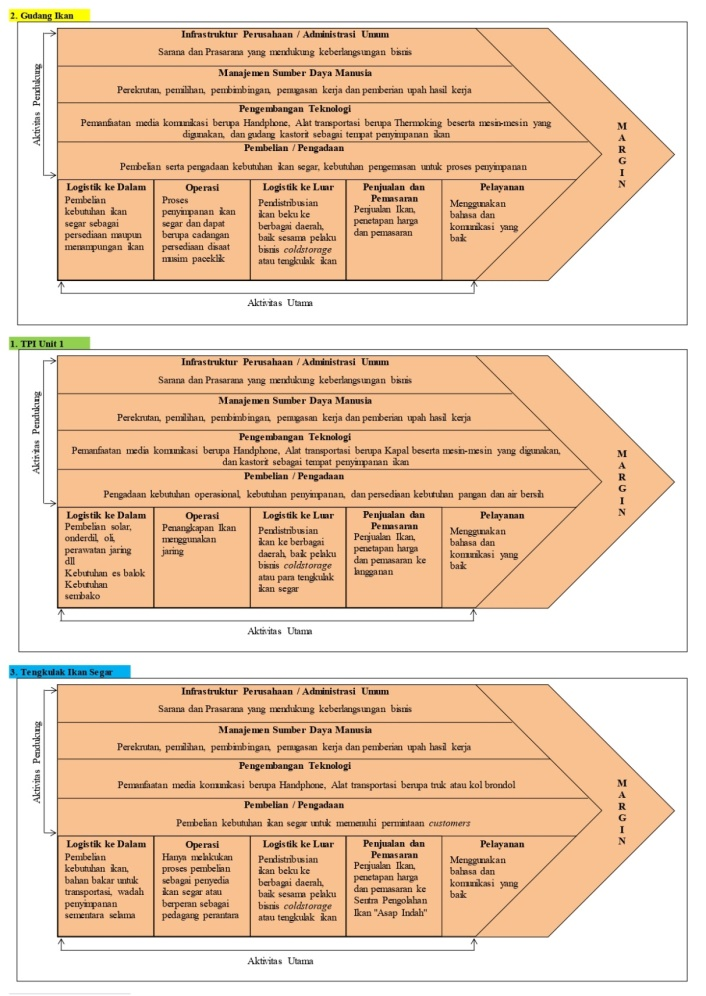 2. Gudang Ikan
Infrastruktur Perusahaan / Administrasi Umum
Sarana dan Prasarana yang mendukung keberlangsungan bisnis
Manajemen Sumber Daya Manusia
Perekrutan, pemilihan, pembimbingan, penugasan kerja dan pemberian upah hasil kerja
Pengembangan Teknologi
Pemanfaatan media komunikasi berupa Handphone, Alat transportasi berupa Thermoking beserta mesin-mesin yang
digunakan, dan gudang kastorit sebagai tempat penyimpanan ikan
Pembelian / Pengadaan
Pembelian serta pengadaan kebutuhan ikan segar, kebutuhan pengemasan untuk proses penyimpanan
Aktivitas Pendukung
Logistik ke Dalam
Pembelian
kebutuhan ikan
segar sebagai
persediaan maupun
menampungan ikan
Operasi
Proses
penyimpanan ikan
segar dan dapat
berupa cadangan
persediaan disaat
musim paceklik
Logistik ke Luar
Pendistribusian
ikan beku ke
berbagai daerah,
baik sesama pelaku
bisnis coldstorage
atau tengkulak ikan
Penjualan dan
Pemasaran
Penjualan Ikan,
penetapan harga
dan pemasaran
Pelayanan
Menggunakan
bahasa dan
komunikasi yang
baik
M
A
R
G
I
N
Aktivitas Utama
1. TPI Unit 1
Infrastruktur Perusahaan / Administrasi Umum
Sarana dan Prasarana yang mendukung keberlangsungan bisnis
Manajemen Sumber Daya Manusia
Perekrutan, pemilihan, pembimbingan, penugasan kerja dan pemberian upah hasil kerja
Pengembangan Teknologi
Pemanfaatan media komunikasi berupa Handphone, Alat transportasi berupa Kapal beserta mesin-mesin yang digunakan,
dan kastorit sebagai tempat penyimpanan ikan
Pembelian / Pengadaan
Pengadaan kebutuhan operasional, kebutuhan penyimpanan, dan persediaan kebutuhan pangan dan air bersih
Aktivitas Pendukung
Logistik ke Dalam
Pembelian solar,
onderdil, oli,
perawatan jaring
dll
Kebutuhan es balok
Kebutuhan
sembako
Operasi
Penangkapan Ikan
menggunakan
jaring
Logistik ke Luar
Pendistribusian
ikan ke berbagai
daerah, baik pelaku
bisnis coldstorage
atau para tengkulak
ikan segar
Penjualan dan
Pemasaran
Penjualan Ikan,
penetapan harga
dan pemasaran ke
langganan
Pelayanan
Menggunakan
bahasa dan
komunikasi yang
baik
M
A
R
G
I
N
Aktivitas Utama
3. Tengkulak Ikan Segar
Infrastruktur Perusahaan / Administrasi Umum
Sarana dan Prasarana yang mendukung keberlangsungan bisnis
Manajemen Sumber Daya Manusia
Perekrutan, pemilihan, pembimbingan, penugasan kerja dan pemberian upah hasil kerja
Pengembangan Teknologi
Pemanfaatan media komunikasi berupa Handphone, Alat transportasi berupa truk atau kol brondol
Pembelian / Pengadaan
Pembelian kebutuhan ikan segar untuk memenuhi permintaan customers
Aktivitas Pendukung
Logistik ke Dalam
Pembelian
kebutuhan ikan,
bahan bakar untuk
transportasi, wadah
penyimpanan
sementara selama
Operasi
Hanya melakukan
proses pembelian
sebagai penyedia
ikan segar atau
berperan sebagai
pedagang perantara
Logistik ke Luar
Pendistribusian
ikan beku ke
berbagai daerah,
baik sesama pelaku
bisnis coldstorage
atau tengkulak ikan
Penjualan dan
Pemasaran
Penjualan Ikan,
penetapan harga
dan pemasaran ke
Sentra Pengolahan
Ikan "Asap Indah"
Pelayanan
Menggunakan
bahasa dan
komunikasi yang
baik
M
A
R
G
I
N
Aktivitas Utama